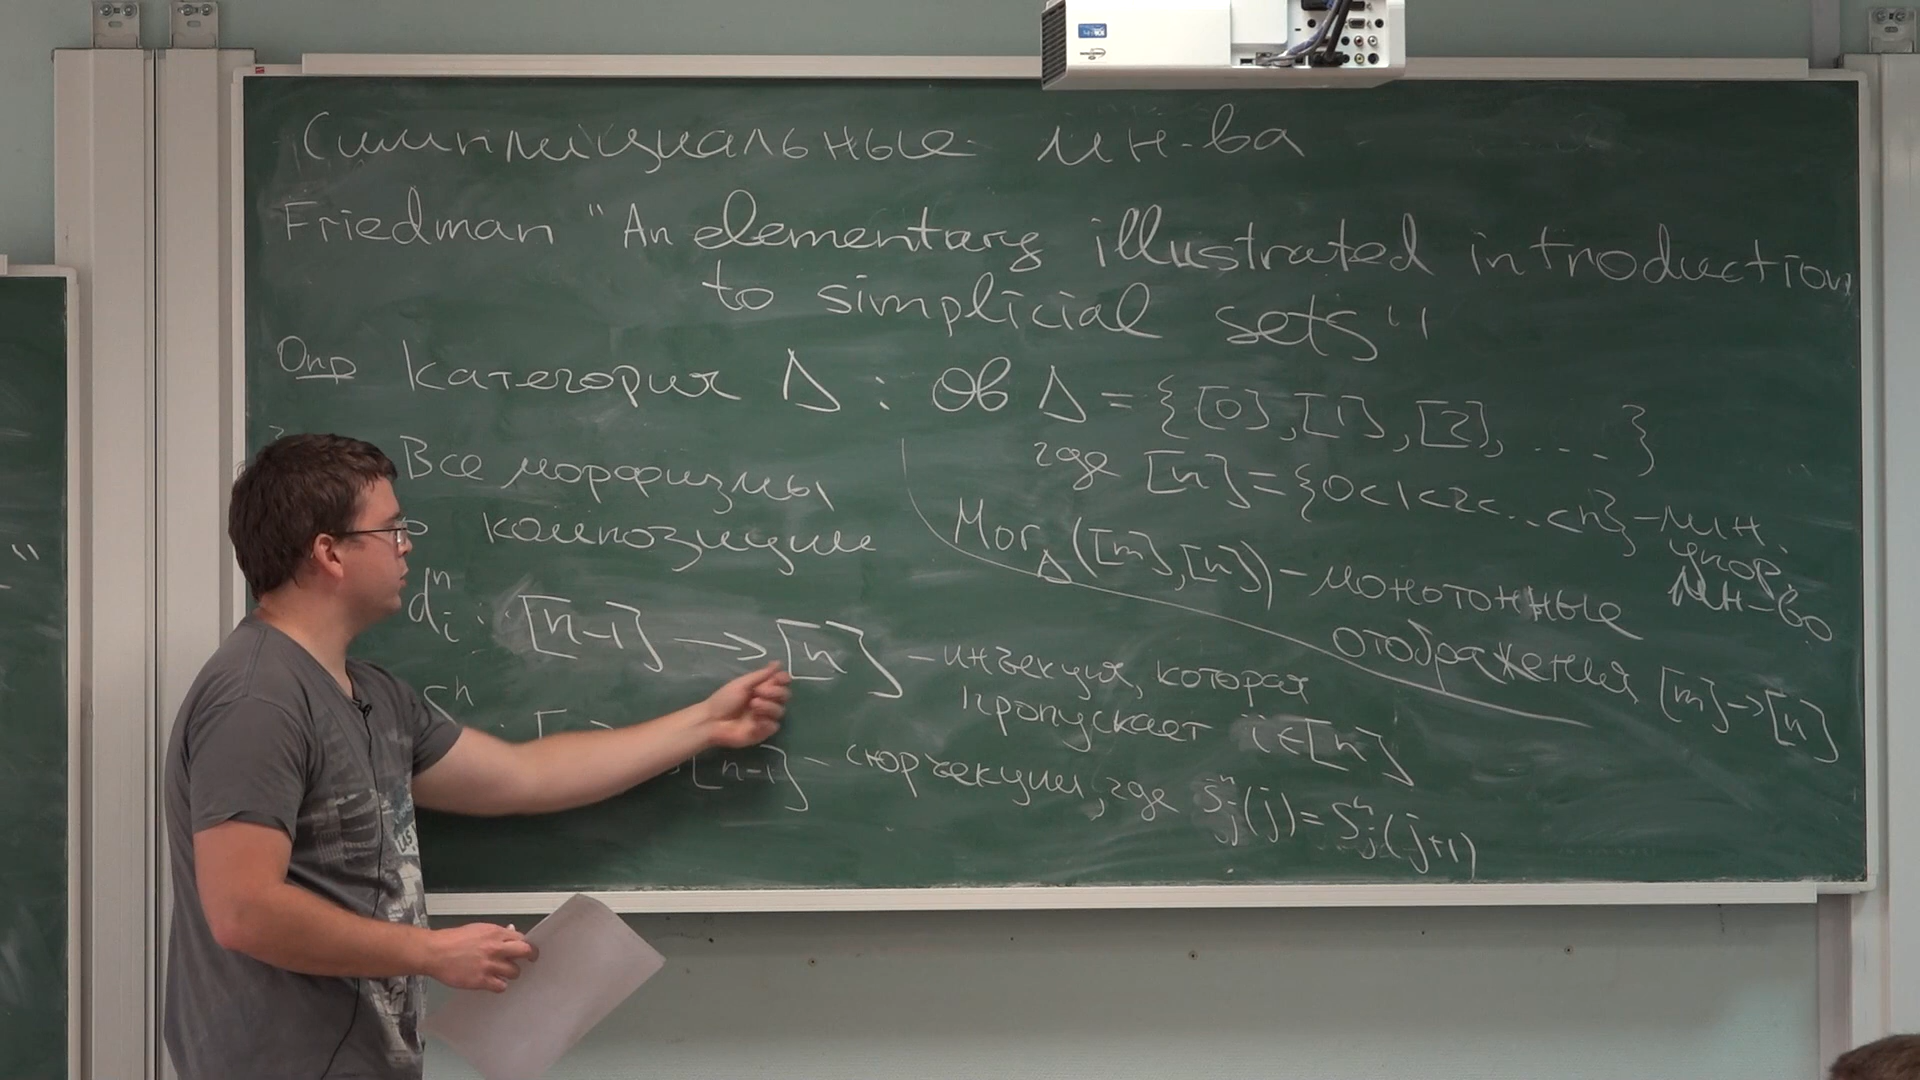 Симплициальные мн-ва
Friedman "An elementary illustrated introduction
to simplicial sets"
Опр Категория Δ : Ob Δ = {[0], [1], [2], ...}
где [n] = {0<1<2<...<n} – лин.
упор.
мн-во
Mor_Δ([m],[n]) – монотонные
отображения [m]→[n]
Все морфизмы
композиции
d_i^n : [n-1] → [n] – инъекция, которая
пропускает i∈[n]
[n-1] – сюръекции, где s_j^n(j) = s_j^n(j+1)